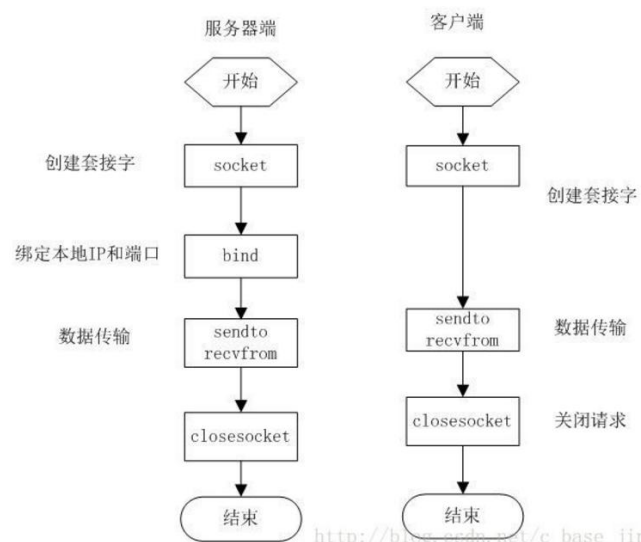 服务器端
客户端
开始
开始
创建套接字
socket
socket
创建套接字
绑定本地IP和端口
bind
数据传输
sendto
recvfrom
sendto
recvfrom
数据传输
closesocket
closesocket
关闭请求
结束
结束